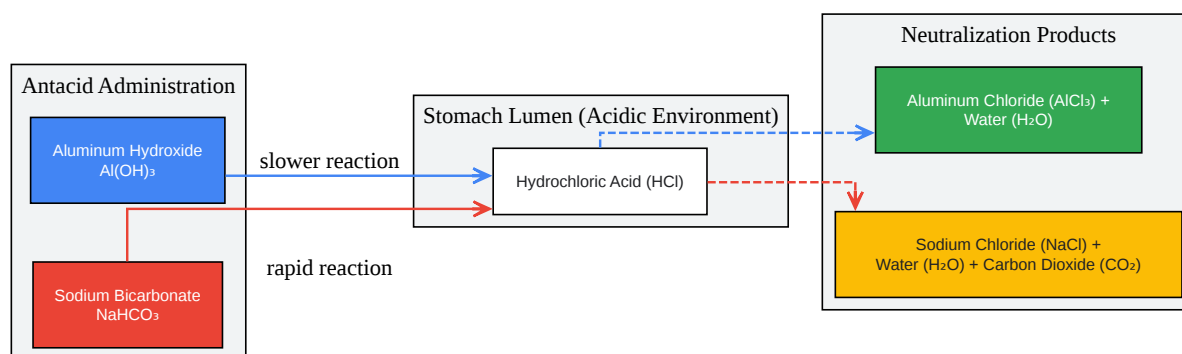 Antacid Administration
Aluminum Hydroxide
Al(OH)₃
Sodium Bicarbonate
NaHCO₃
slower reaction
rapid reaction
Stomach Lumen (Acidic Environment)
Hydrochloric Acid (HCl)
Neutralization Products
Aluminum Chloride (AlCl₃) +
Water (H₂O)
Sodium Chloride (NaCl) +
Water (H₂O) + Carbon Dioxide (CO₂)